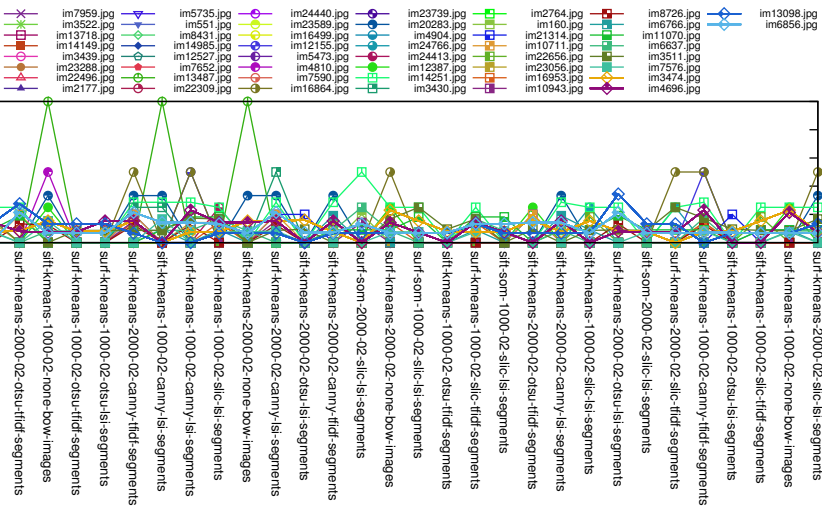 im7959.jpg im5735.jpg im24440.jpg im23739.jpg im2764.jpg im8726.jpg im13098.jpg
im3522.jpg im551.jpg im23589.jpg im20283.jpg im160.jpg im6766.jpg im6856.jpg
im13718.jpg im8431.jpg im16499.jpg im4904.jpg im21314.jpg im11070.jpg
im14149.jpg im14985.jpg im12155.jpg im24766.jpg im10711.jpg im6637.jpg
im3439.jpg im12527.jpg im5473.jpg im24413.jpg im22656.jpg im3511.jpg
im23288.jpg im7652.jpg im4810.jpg im12387.jpg im23056.jpg im7576.jpg
im22496.jpg im13487.jpg im7590.jpg im14251.jpg im16953.jpg im3474.jpg
im2177.jpg im22309.jpg im16864.jpg im3430.jpg im10943.jpg im4696.jpg
surf-kmeans-2000-02-otsu-tfidf-segments
sift-kmeans-1000-02-none-bow-images
surf-kmeans-1000-02-otsu-tfidf-segments
surf-kmeans-1000-02-otsu-lsi-segments
surf-kmeans-2000-02-canny-tfidf-segments
sift-kmeans-1000-02-canny-lsi-segments
surf-kmeans-1000-02-canny-lsi-segments
surf-kmeans-1000-02-slic-lsi-segments
sift-kmeans-2000-02-none-bow-images
surf-kmeans-2000-02-canny-lsi-segments
sift-kmeans-2000-02-otsu-lsi-segments
sift-kmeans-2000-02-canny-tfidf-segments
surf-som-2000-02-slic-lsi-segments
surf-kmeans-2000-02-none-bow-images
surf-som-1000-02-slic-lsi-segments
sift-kmeans-1000-02-otsu-tfidf-segments
surf-kmeans-1000-02-slic-tfidf-segments
sift-som-1000-02-slic-lsi-segments
sift-kmeans-2000-02-otsu-tfidf-segments
sift-kmeans-2000-02-canny-lsi-segments
sift-kmeans-1000-02-slic-lsi-segments
surf-kmeans-2000-02-otsu-lsi-segments
sift-som-2000-02-slic-lsi-segments
surf-kmeans-2000-02-slic-tfidf-segments
surf-kmeans-1000-02-canny-tfidf-segments
sift-kmeans-1000-02-otsu-lsi-segments
sift-kmeans-1000-02-slic-tfidf-segments
surf-kmeans-1000-02-none-bow-images
surf-kmeans-2000-02-slic-lsi-segments